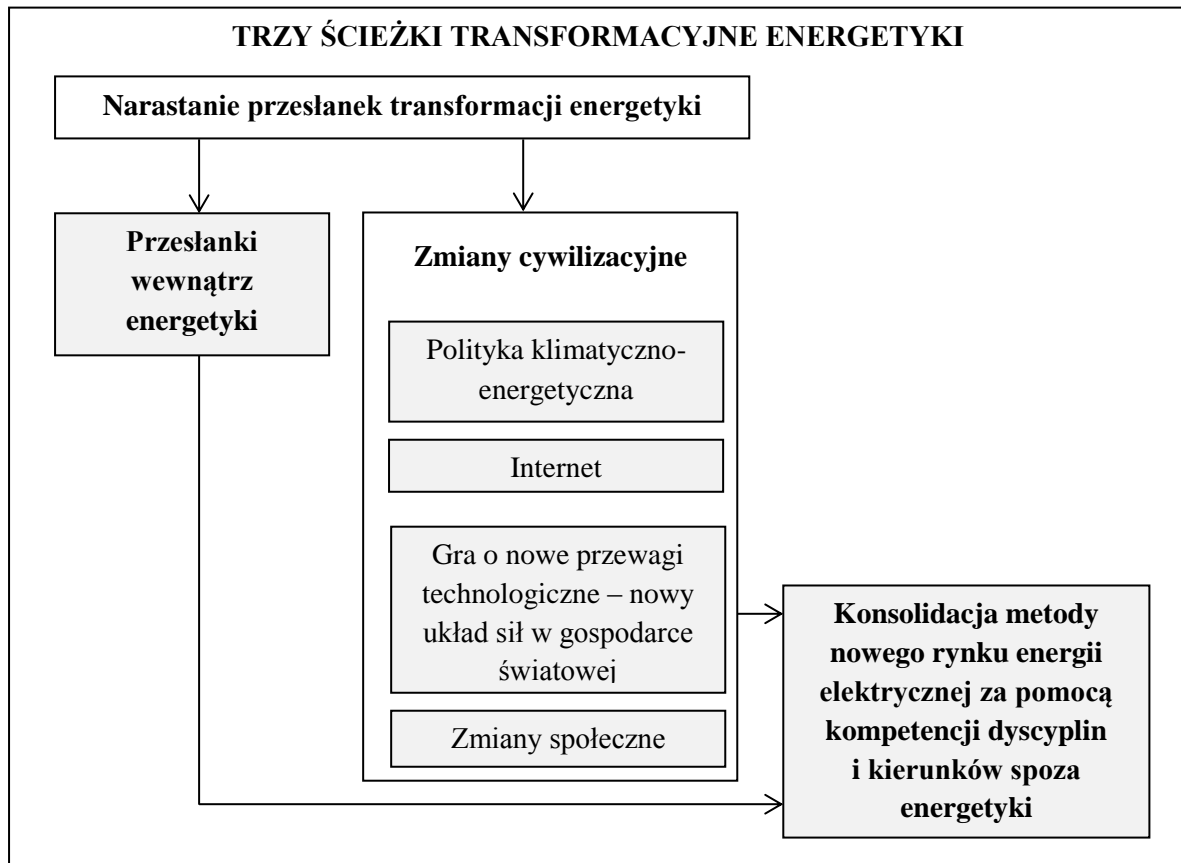 TRZY ŚCIEŻKI TRANSFORMACYJNE ENERGETYKI
Narastanie przesłanek transformacji energetyki
Przesłanki
wewnątrz
energetyki
Zmiany cywilizacyjne
Polityka klimatyczno-
energetyczna
Internet
Gra o nowe przewagi
technologiczne – nowy
układ sił w gospodarce
światowej
Zmiany społeczne
Konsolidacja metody
nowego rynku energii
elektrycznej za pomocą
kompetencji dyscyplin
i kierunków spoza
energetyki